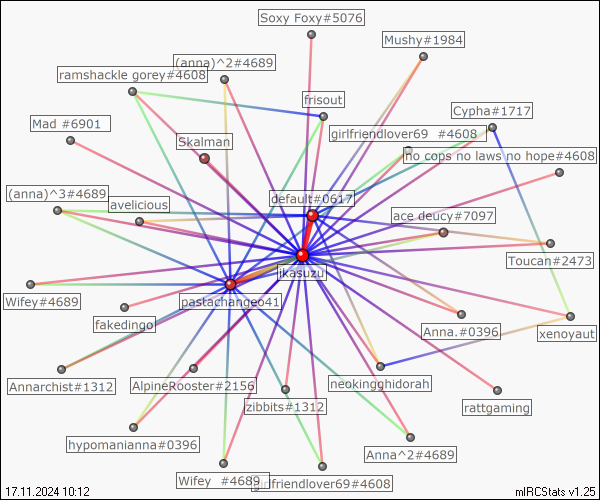 Soxy Foxy#5076
Mushy#1984
(anna)^2#4689
ramshackle gorey#4608
frisout
Cypha#1717
Mad #6901
girlfriendlover69 #4608
Skalman
no cops no laws no hope#4608
(anna)^3#4689
default#0617
avelicious
ace deucy#7097
Toucan#2473
ikasuzu
Wifey#4689
pastachangeo41
fakedingo
Anna.#0396
xenoyaut
Annarchist#1312
AlpineRooster#2156
neokingghidorah
zibbits#1312
rattgaming
hypomanianna#0396
Anna^2#4689
Wifey #4689
girlfriendlover69#4608
17.11.2024 10:12
mIRCStats v1.25